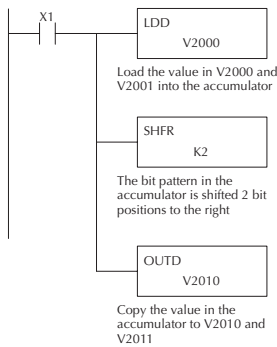 X1
LDD
V2000
Load the value in V2000 and
V2001 into the accumulator
SHFR
K2
The bit pattern in the
accumulator is shifted 2 bit
positions to the right
OUTD
V2010
Copy the value in the
accumulator to V2010 and
V2011